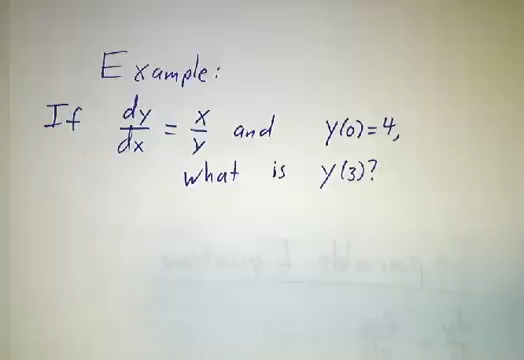 Example:
If dy/dx = x/y and y(0)=4,
what is y(3)?